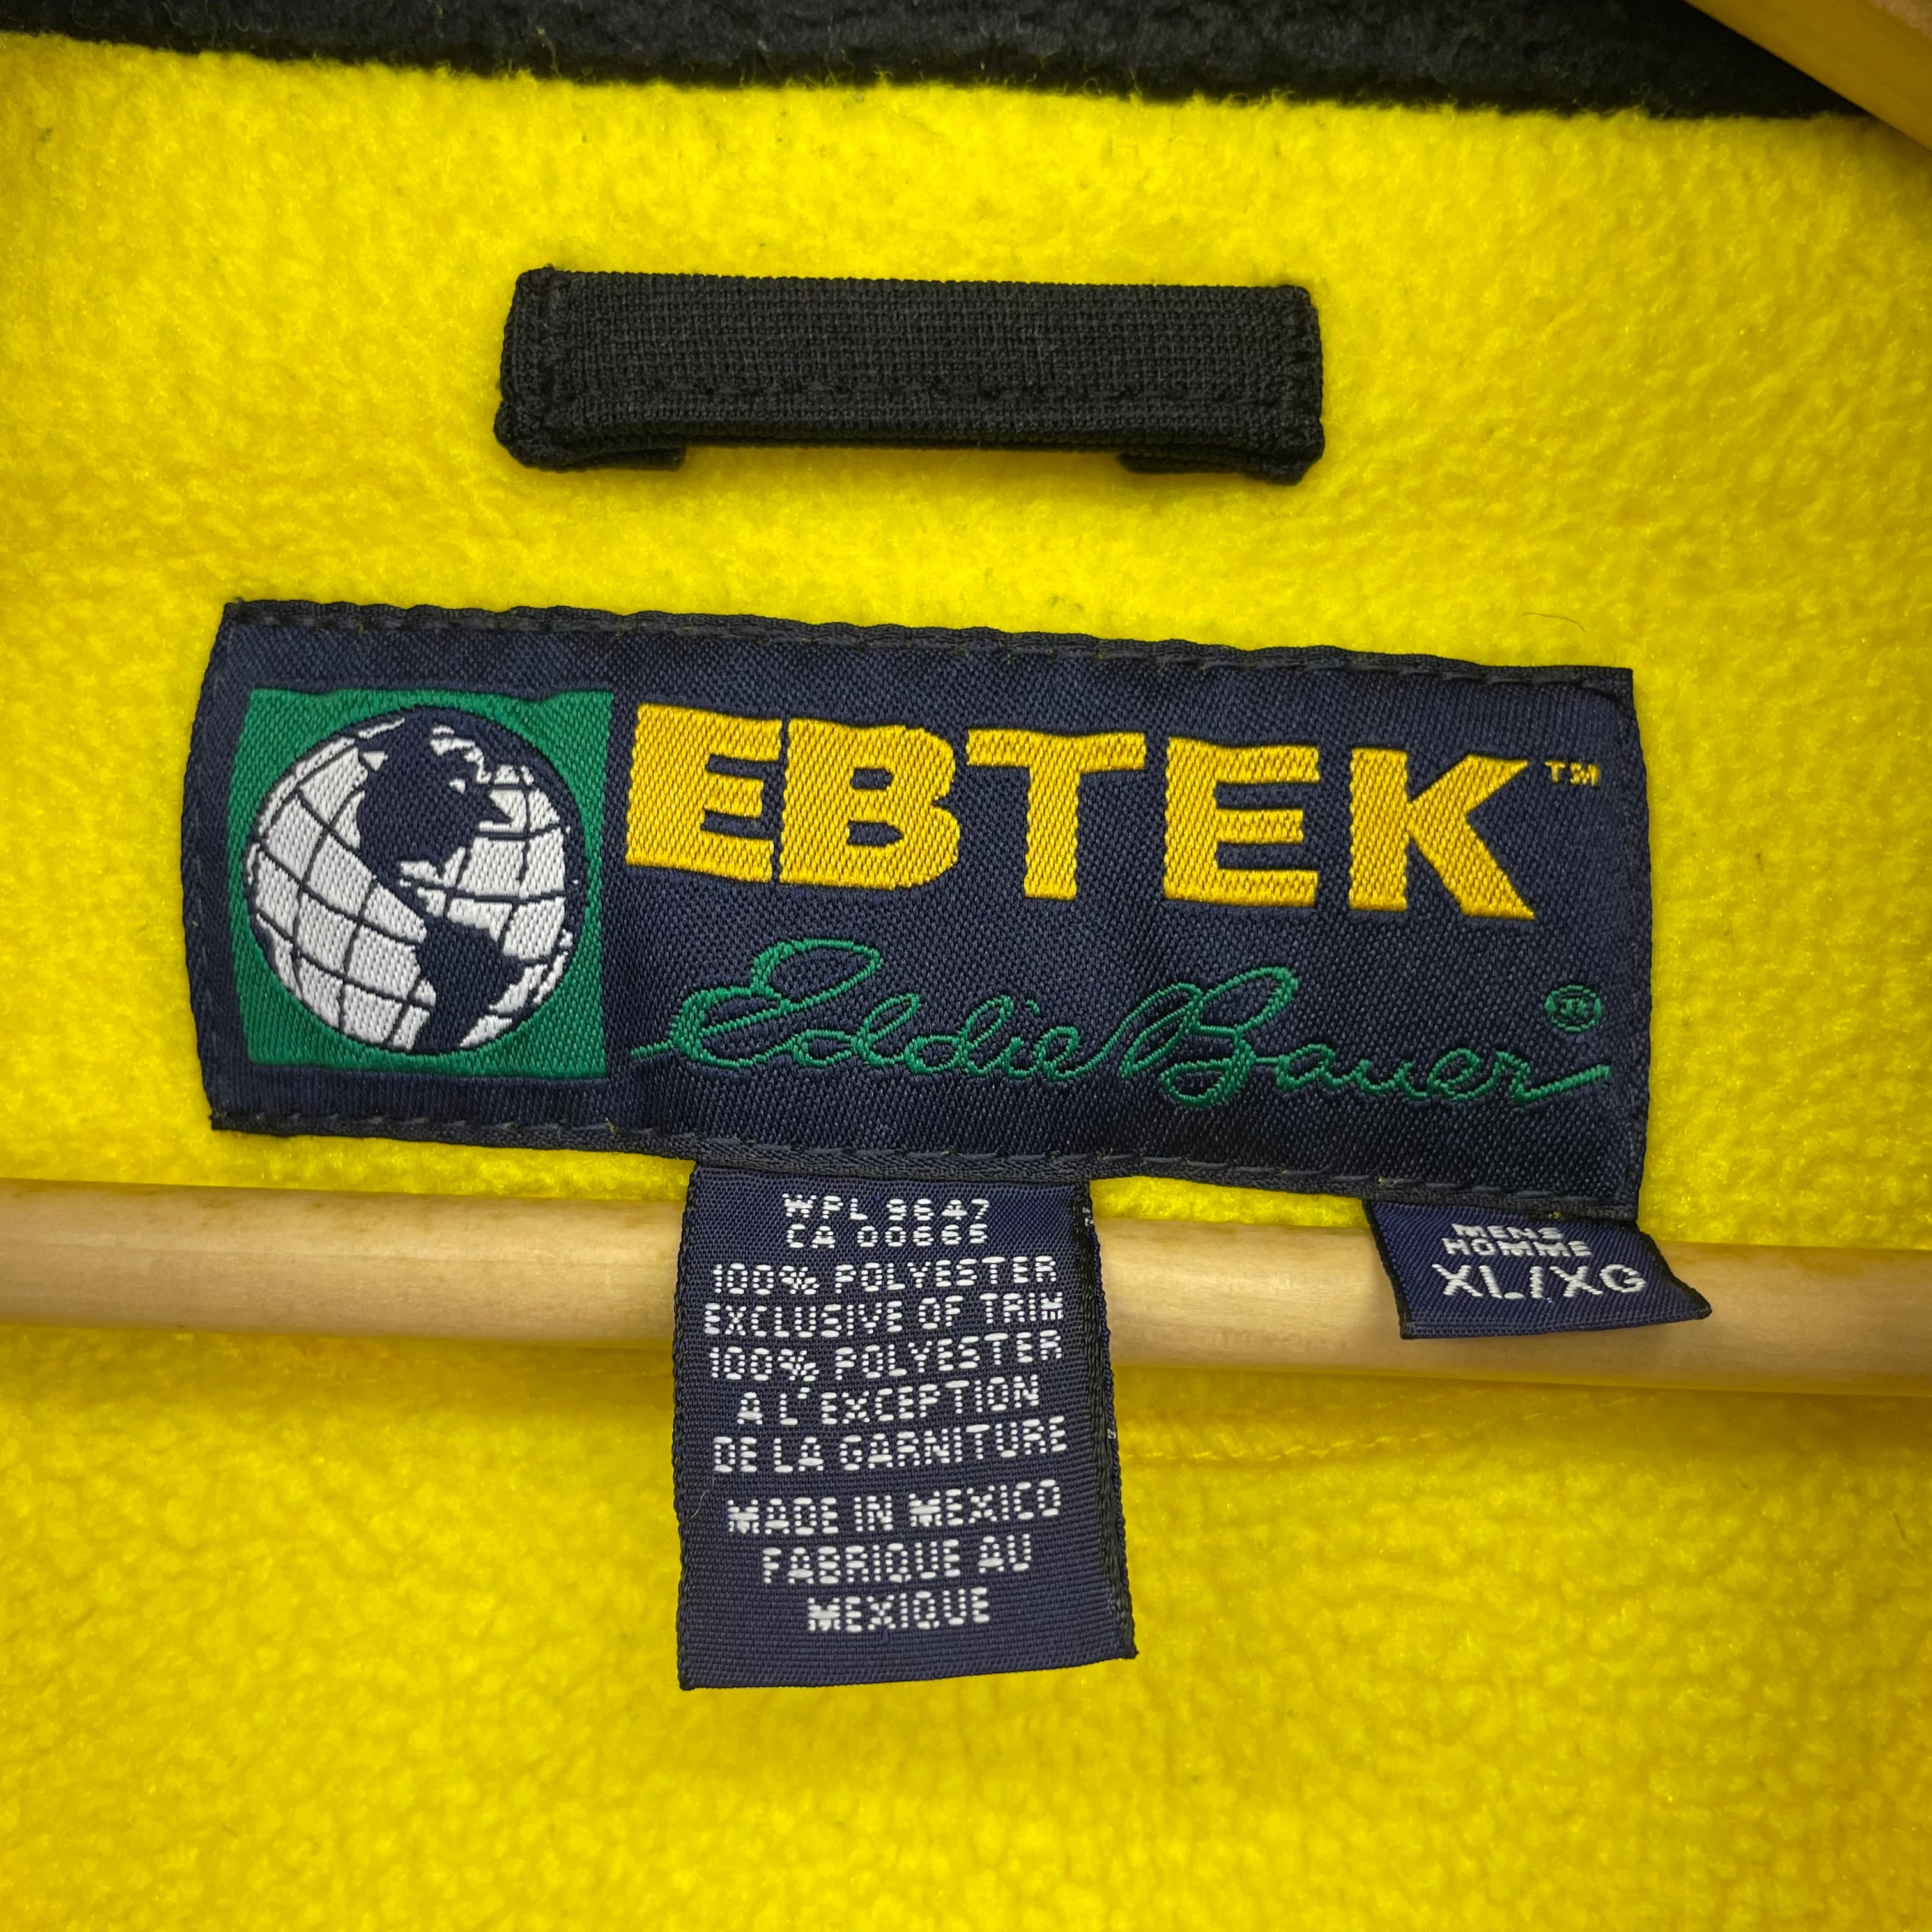 EBTEK™
Eddie Bauer®
WPL 9647
CA 00665
100% POLYESTER
EXCLUSIVE OF TRIM
100% POLYESTER
A L'EXCEPTION
DE LA GARNITURE
MADE IN MEXICO
FABRIQUE AU
MEXIQUE
MENS
HOMME
XL/XG